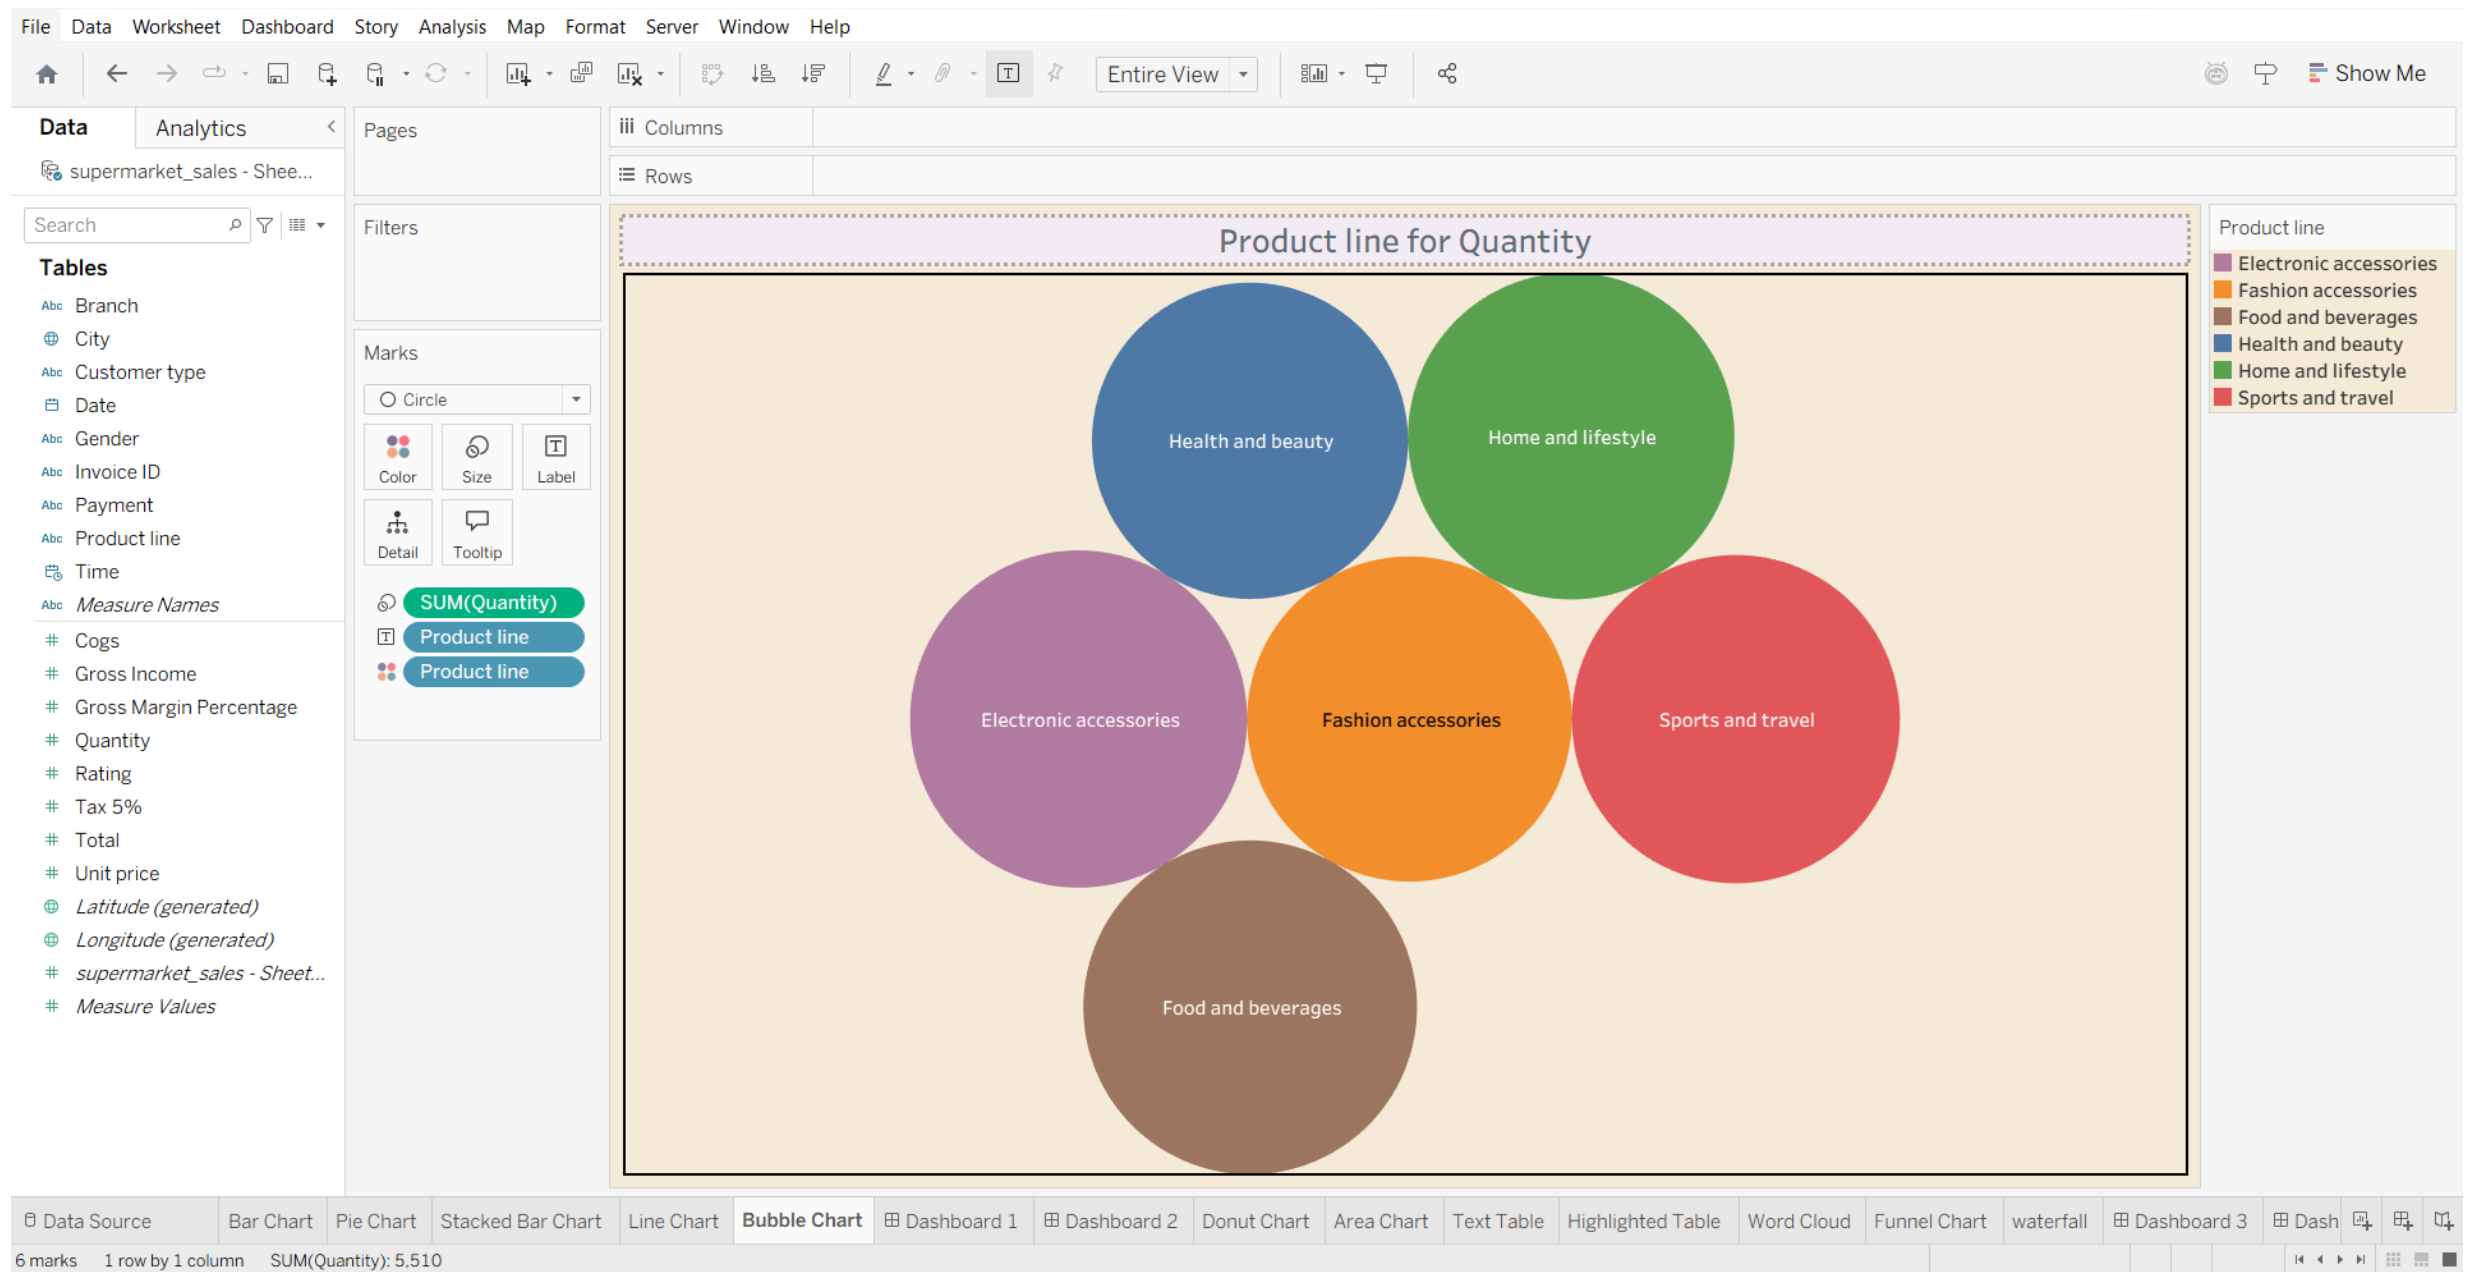 File Data Worksheet Dashboard Story Analysis Map Format Server Window Help
Entire View
Show Me
Data Analytics
supermarket_sales - Shee...
Search
Tables
Abc Branch
City
Abc Customer type
Date
Abc Gender
Abc Invoice ID
Abc Payment
Abc Product line
Time
Abc Measure Names
# Cogs
# Gross Income
# Gross Margin Percentage
# Quantity
# Rating
# Tax 5%
# Total
# Unit price
Latitude (generated)
Longitude (generated)
# supermarket_sales - Sheet...
# Measure Values
Pages
Filters
Marks
Circle
Color Size T Label
Detail Tooltip
SUM(Quantity)
T Product line
Product line
iii Columns
Rows
Product line for Quantity
Health and beauty
Home and lifestyle
Electronic accessories
Fashion accessories
Sports and travel
Food and beverages
Product line
Electronic accessories
Fashion accessories
Food and beverages
Health and beauty
Home and lifestyle
Sports and travel
Data Source Bar Chart Pie Chart Stacked Bar Chart Line Chart Bubble Chart Dashboard 1 Dashboard 2 Donut Chart Area Chart Text Table Highlighted Table Word Cloud Funnel Chart waterfall Dashboard 3 Dash
6 marks 1 row by 1 column SUM(Quantity): 5,510